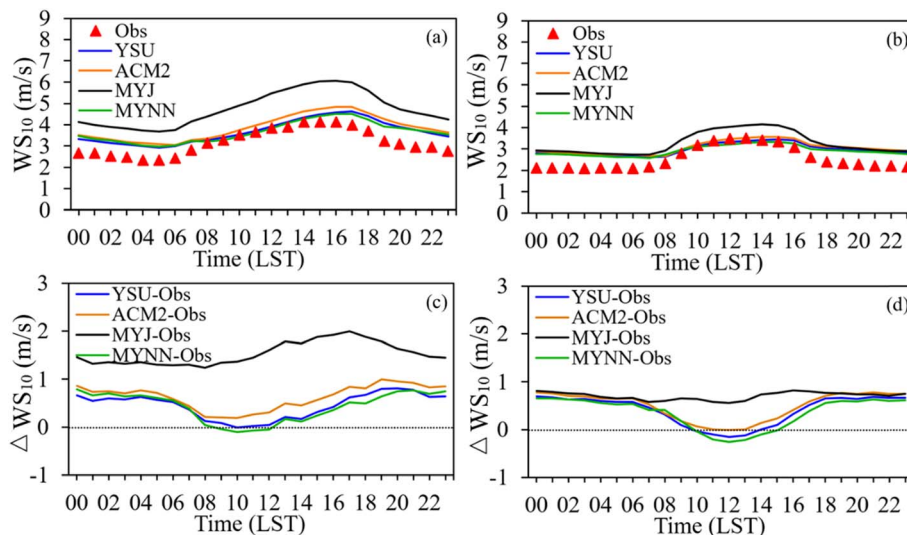 (a)
Obs
YSU
ACM2
MYJ
MYNN
WS10 (m/s)
9
8
7
6
5
4
3
2
1
0
00 02 04 06 08 10 12 14 16 18 20 22
Time (LST)
(b)
Obs
YSU
ACM2
MYJ
MYNN
WS10 (m/s)
9
8
7
6
5
4
3
2
1
0
00 02 04 06 08 10 12 14 16 18 20 22
Time (LST)
(c)
YSU-Obs
ACM2-Obs
MYJ-Obs
MYNN-Obs
△ WS10 (m/s)
3
2
1
0
-1
00 02 04 06 08 10 12 14 16 18 20 22
Time (LST)
(d)
YSU-Obs
ACM2-Obs
MYJ-Obs
MYNN-Obs
△ WS10 (m/s)
3
2
1
0
-1
00 02 04 06 08 10 12 14 16 18 20 22
Time (LST)